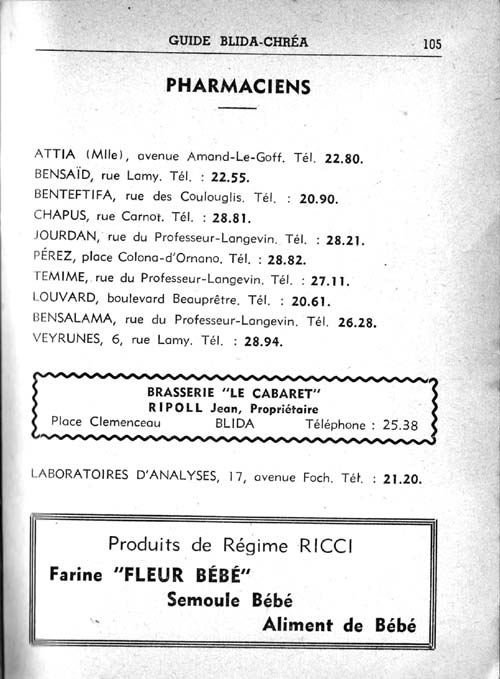 GUIDE BLIDA-CHRÉA 105
PHARMACIENS
ATTIA (Mlle), avenue Amand-Le-Goff. Tél. 22.80.
BENSAÏD, rue Lamy. Tél. : 22.55.
BENTEFTIFA, rue des Coulouglis. Tél. : 20.90.
CHAPUS, rue Carnot. Tél. : 28.81.
JOURDAN, rue du Professeur-Langevin. Tél. : 28.21.
PÉREZ, place Colona-d'Ornano. Tél. : 28.82.
TEMIME, rue du Professeur-Langevin. Tél. : 27.11.
LOUVARD, boulevard Beauprêtre. Tél. : 20.61.
BENSALAMA, rue du Professeur-Langevin. Tél. 26.28.
VEYRUNES, 6, rue Lamy. Tél. : 28.94.
BRASSERIE "LE CABARET"
RIPOLL Jean, Propriétaire
Place Clemenceau BLIDA Téléphone : 25.38
LABORATOIRES D'ANALYSES, 17, avenue Foch. Tél. : 21.20.
Produits de Régime RICCI
Farine "FLEUR BÉBÉ"
Semoule Bébé
Aliment de Bébé